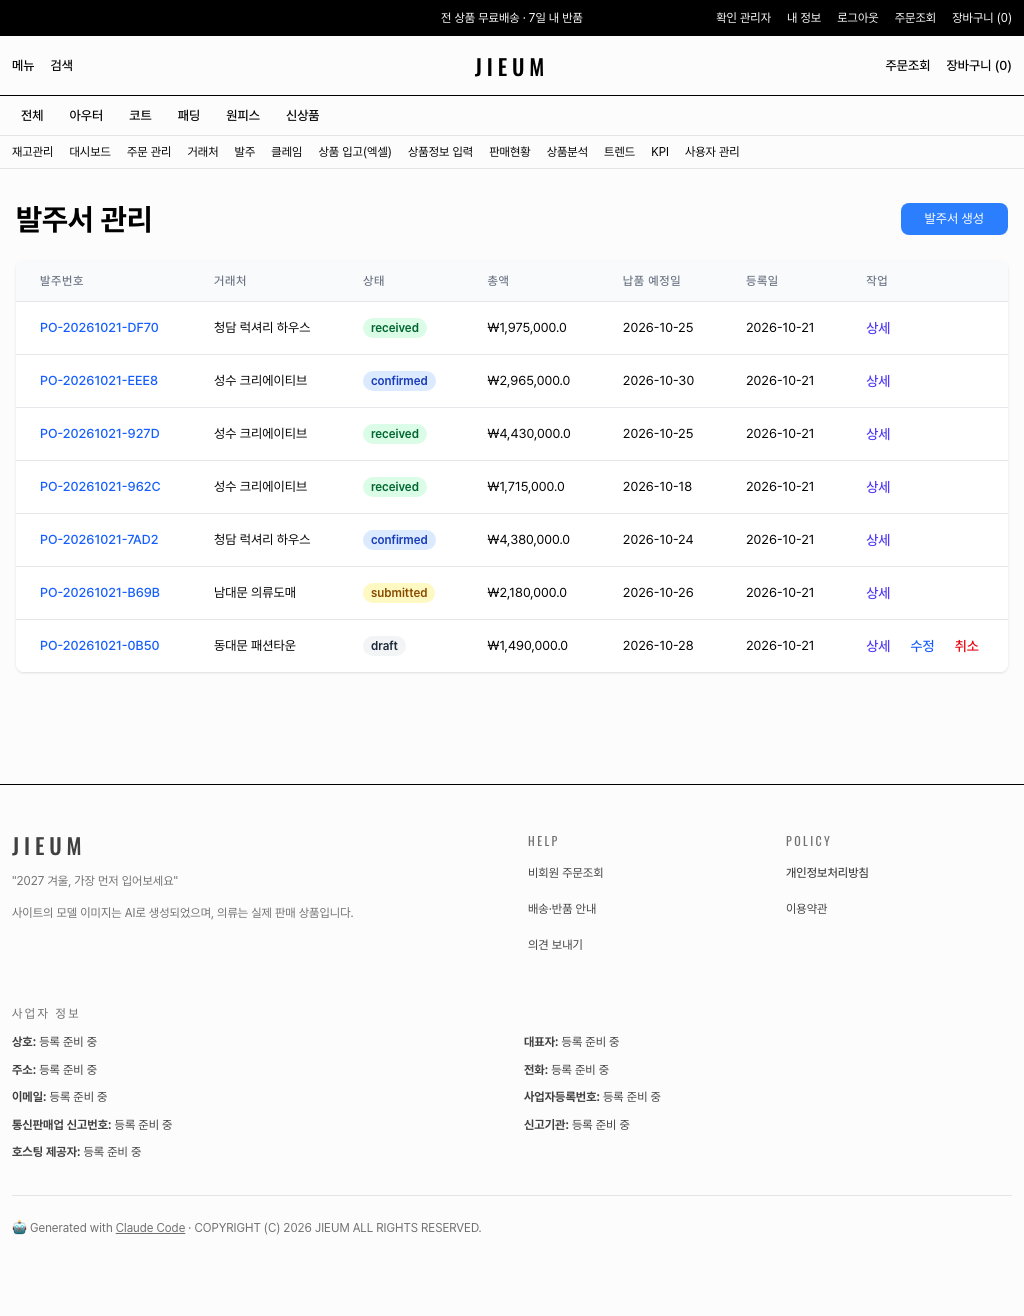 전 상품 무료배송 · 7일 내 반품
확인 관리자 내 정보 로그아웃 주문조회 장바구니 (0)
메뉴 검색
JIEUM
주문조회 장바구니 (0)
전체 아우터 코트 패딩 원피스 신상품
재고관리 대시보드 주문 관리 거래처 발주 클레임 상품 입고(엑셀) 상품정보 입력 판매현황 상품분석 트렌드 KPI 사용자 관리
발주서 관리
발주서 생성
발주번호 거래처 상태 총액 납품 예정일 등록일 작업
PO-20261021-DF70 청담 럭셔리 하우스 received ₩1,975,000.0 2026-10-25 2026-10-21 상세
PO-20261021-EEE8 성수 크리에이티브 confirmed ₩2,965,000.0 2026-10-30 2026-10-21 상세
PO-20261021-927D 성수 크리에이티브 received ₩4,430,000.0 2026-10-25 2026-10-21 상세
PO-20261021-962C 성수 크리에이티브 received ₩1,715,000.0 2026-10-18 2026-10-21 상세
PO-20261021-7AD2 청담 럭셔리 하우스 confirmed ₩4,380,000.0 2026-10-24 2026-10-21 상세
PO-20261021-B69B 남대문 의류도매 submitted ₩2,180,000.0 2026-10-26 2026-10-21 상세
PO-20261021-0B50 동대문 패션타운 draft ₩1,490,000.0 2026-10-28 2026-10-21 상세 수정 취소
JIEUM
"2027 겨울, 가장 먼저 입어보세요"
사이트의 모델 이미지는 AI로 생성되었으며, 의류는 실제 판매 상품입니다.
HELP
비회원 주문조회
배송·반품 안내
의견 보내기
POLICY
개인정보처리방침
이용약관
사업자 정보
상호: 등록 준비 중
대표자: 등록 준비 중
주소: 등록 준비 중
전화: 등록 준비 중
이메일: 등록 준비 중
사업자등록번호: 등록 준비 중
통신판매업 신고번호: 등록 준비 중
신고기관: 등록 준비 중
호스팅 제공자: 등록 준비 중
🤖 Generated with Claude Code · COPYRIGHT (C) 2026 JIEUM ALL RIGHTS RESERVED.